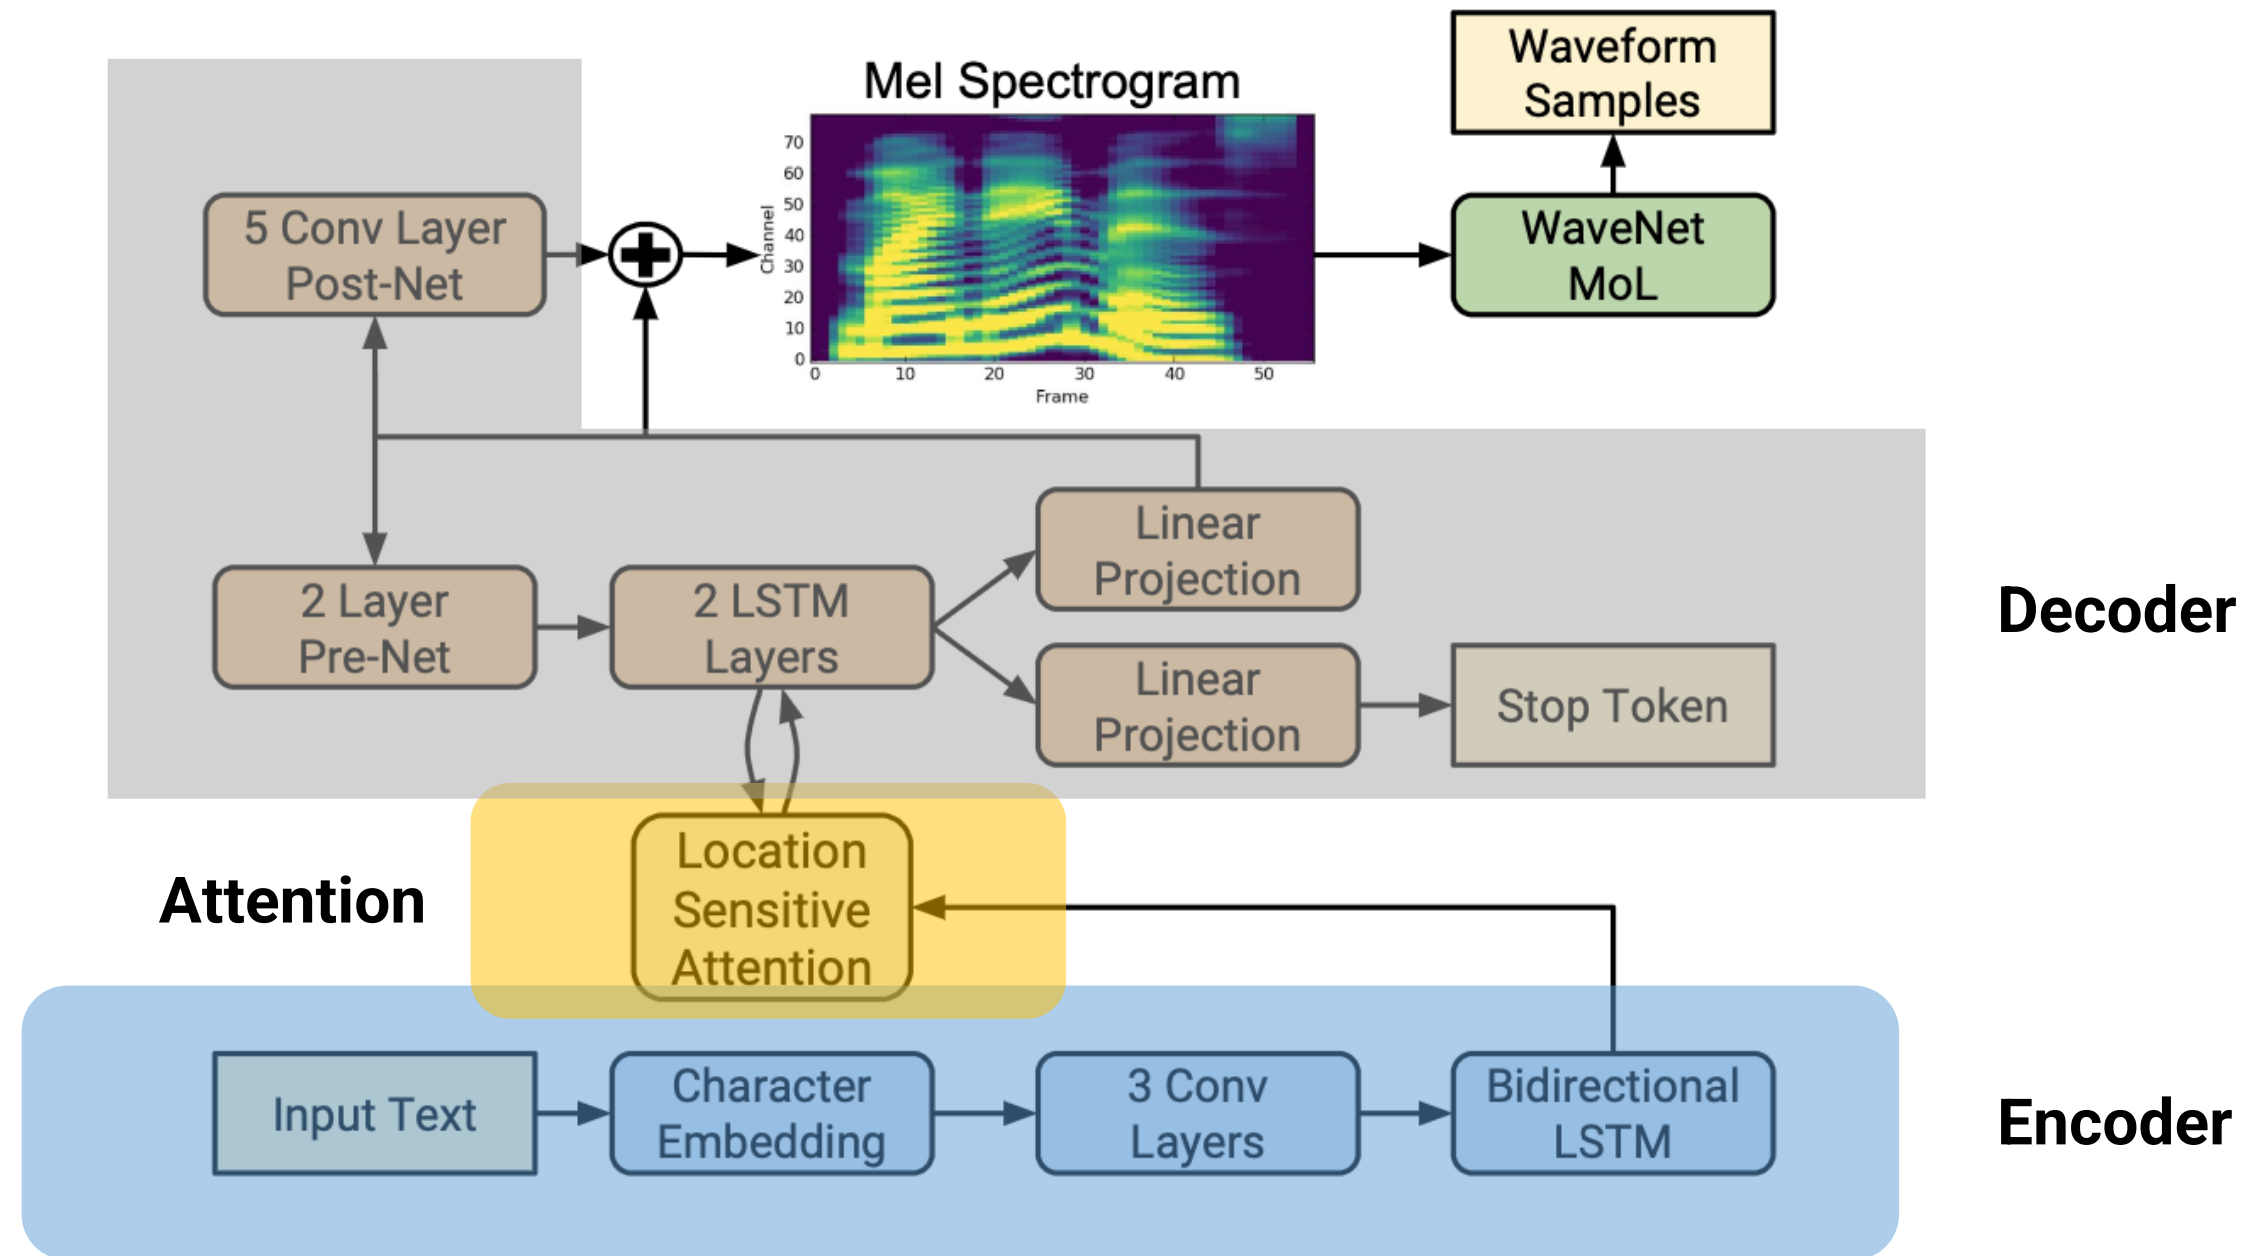 Waveform
Samples
Mel Spectrogram
70
60
50
40
30
20
10
0
Channel
0 10 20 30 40 50
Frame
5 Conv Layer
Post-Net
WaveNet
MoL
Linear
Projection
2 Layer
Pre-Net
2 LSTM
Layers
Linear
Projection
Stop Token
Decoder
Location
Sensitive
Attention
Attention
Input Text
Character
Embedding
3 Conv
Layers
Bidirectional
LSTM
Encoder